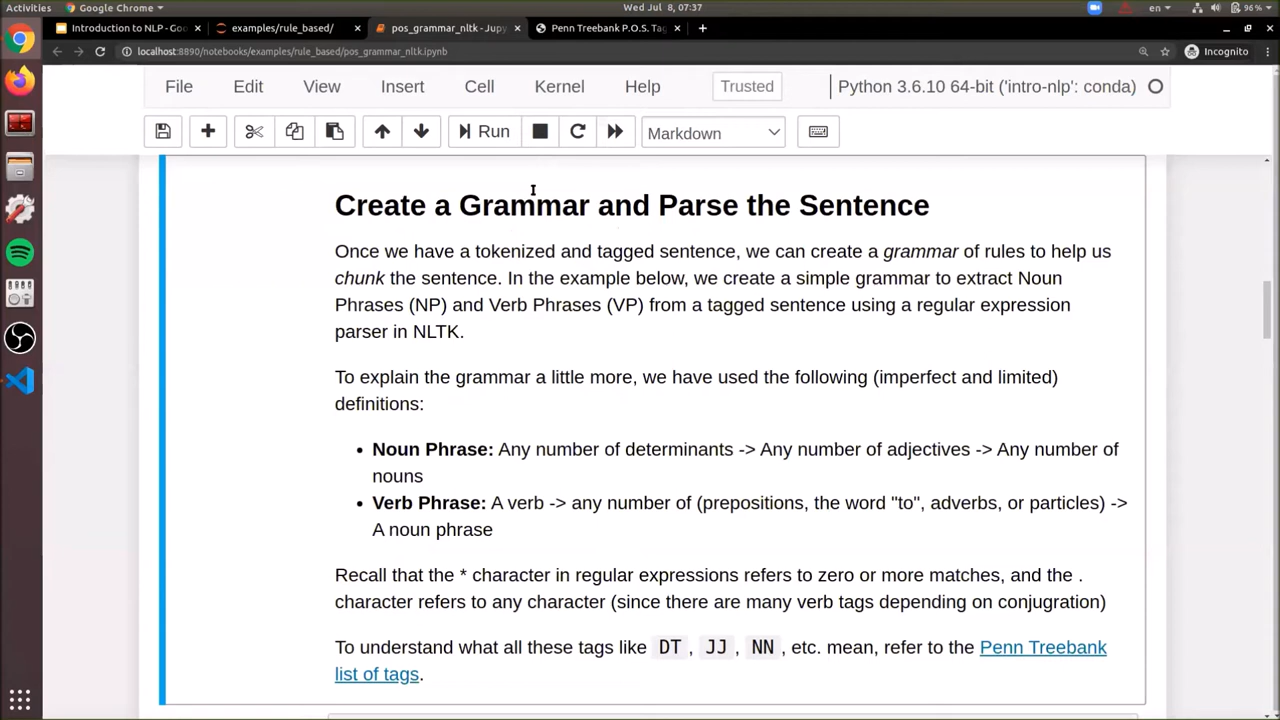 Activities
Google Chrome
Wed Jul 8, 07:37
en
96%
Introduction to NLP - Goo
examples/rule_based/
pos_grammar_nltk - Jupy
Penn Treebank P.O.S. Tag
localhost:8890/notebooks/examples/rule_based/pos_grammar_nltk.ipynb
Incognito
File Edit View Insert Cell Kernel Help Trusted Python 3.6.10 64-bit ('intro-nlp': conda)
Run Markdown
Create a Grammar and Parse the Sentence
Once we have a tokenized and tagged sentence, we can create a grammar of rules to help us
chunk the sentence. In the example below, we create a simple grammar to extract Noun
Phrases (NP) and Verb Phrases (VP) from a tagged sentence using a regular expression
parser in NLTK.
To explain the grammar a little more, we have used the following (imperfect and limited)
definitions:
• Noun Phrase: Any number of determinants -> Any number of adjectives -> Any number of
nouns
• Verb Phrase: A verb -> any number of (prepositions, the word "to", adverbs, or particles) ->
A noun phrase
Recall that the * character in regular expressions refers to zero or more matches, and the .
character refers to any character (since there are many verb tags depending on conjugration)
To understand what all these tags like DT , JJ , NN , etc. mean, refer to the Penn Treebank
list of tags.